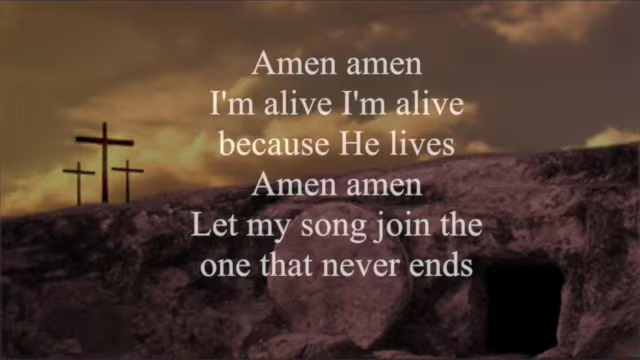 Amen amen
I'm alive I'm alive
because He lives
Amen amen
Let my song join the
one that never ends